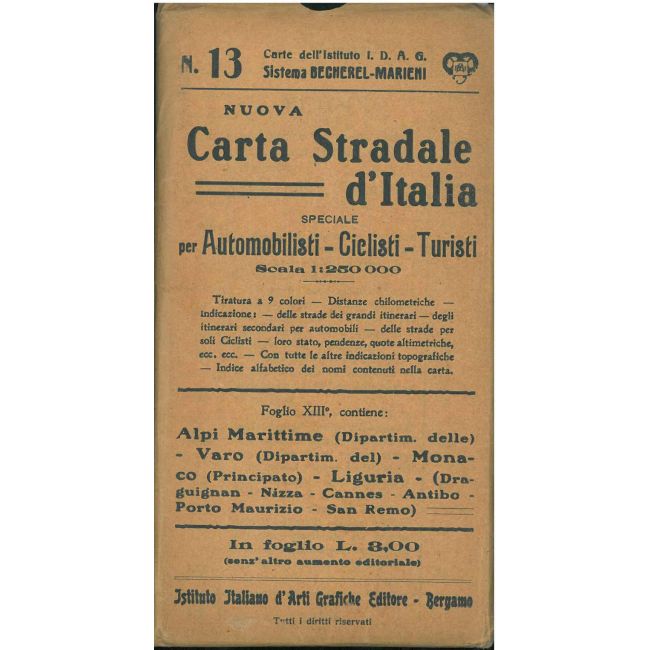 N. 13
Carte dell'Istituto I. D. A. G.
Sistema BECHEREL-MARIENI
NUOVA
Carta Stradale
d'Italia
SPECIALE
per Automobilisti - Ciclisti - Turisti
Scala 1:250 000
Tiratura a 9 colori — Distanze chilometriche —
Indicazione: — delle strade dei grandi itinerari — degli
itinerari secondari per automobili — delle strade per
soli Ciclisti — loro stato, pendenze, quote altimetriche,
ecc. ecc. — Con tutte le altre indicazioni topografiche
— Indice alfabetico dei nomi contenuti nella carta.
Foglio XIII°, contiene:
Alpi Marittime (Dipartim. delle)
- Varo (Dipartim. del) - Mona-
co (Principato) - Liguria - (Dra-
guignan - Nizza - Cannes - Antibo -
Porto Maurizio - San Remo)
In foglio L. 3,00
(senz'altro aumento editoriale)
Istituto Italiano d'Arti Grafiche Editore - Bergamo
Tutti i diritti riservati